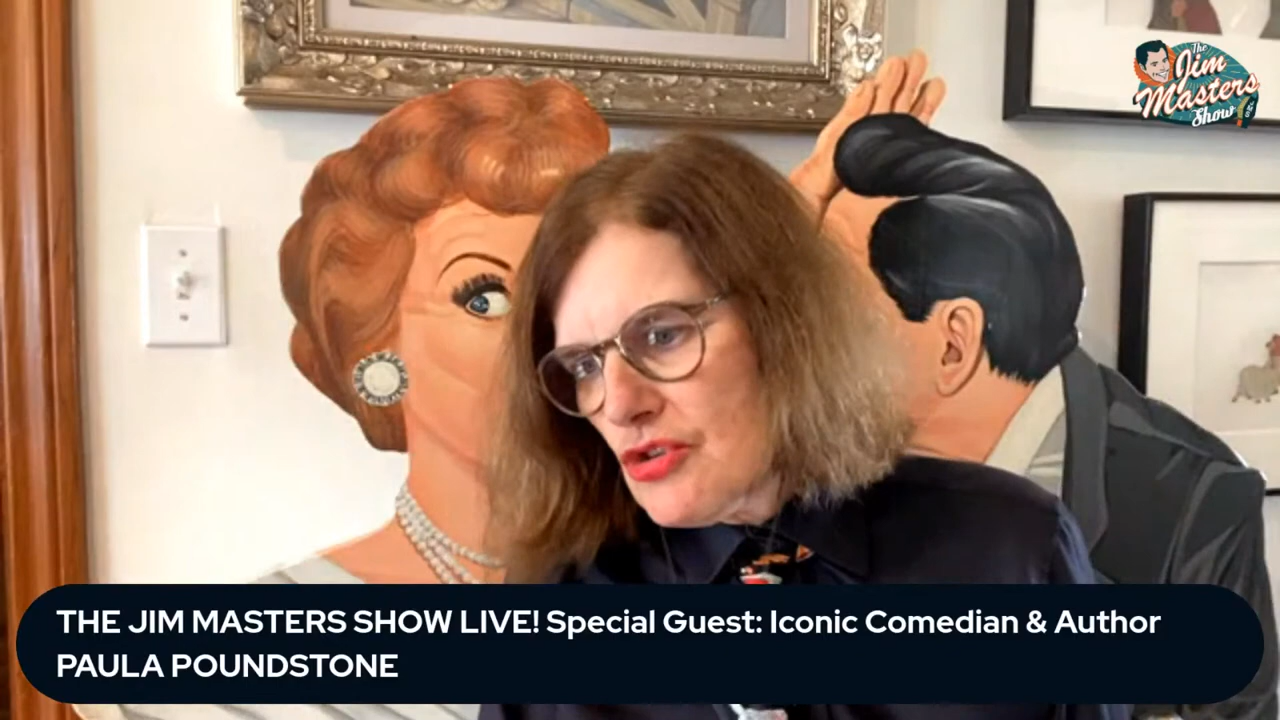 The
Jim
Masters
Show
THE JIM MASTERS SHOW LIVE! Special Guest: Iconic Comedian & Author
PAULA POUNDSTONE